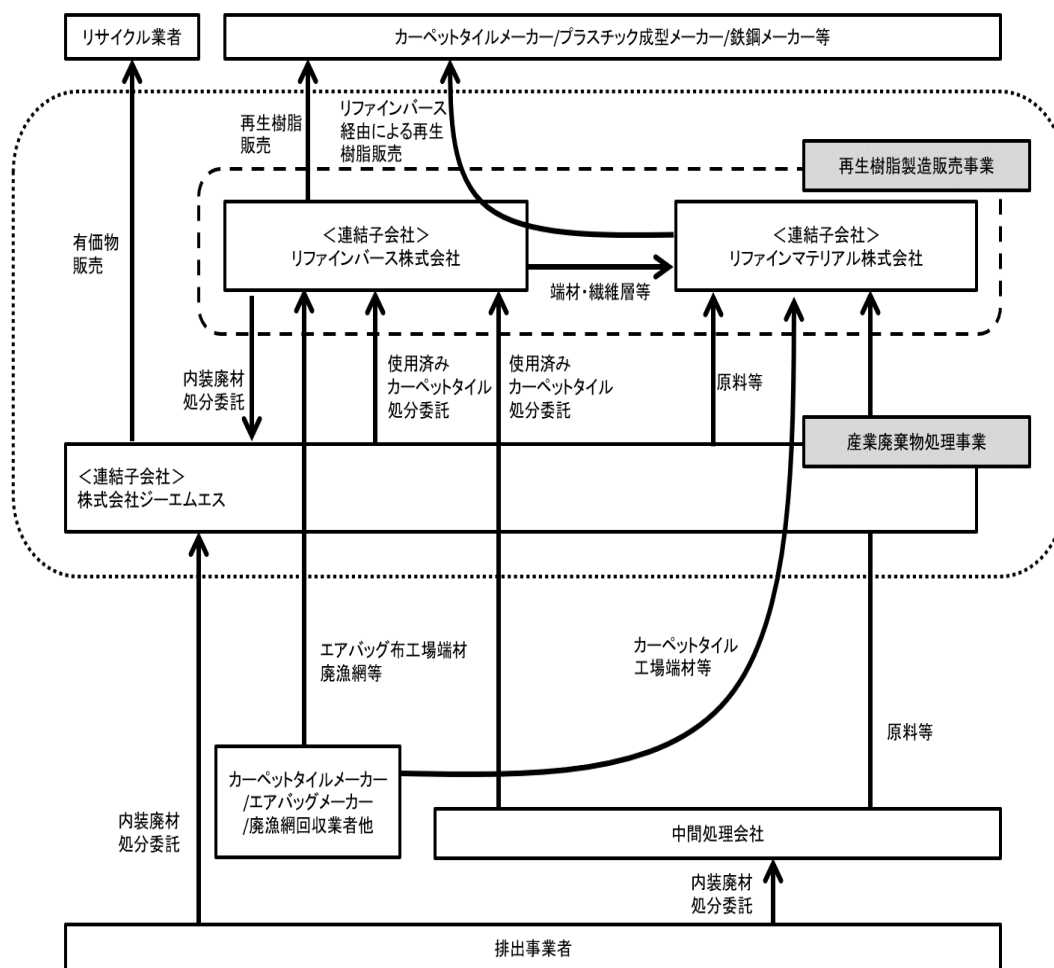 リサイクル業者
カーペットタイルメーカー/プラスチック成型メーカー/鉄鋼メーカー等
再生樹脂
販売
リファインバース
経由による再生
樹脂販売
再生樹脂製造販売事業
有価物
販売
＜連結子会社＞
リファインバース株式会社
＜連結子会社＞
リファインマテリアル株式会社
端材・繊維層等
内装廃材
処分委託
使用済み
カーペットタイル
処分委託
使用済み
カーペットタイル
処分委託
原料等
産業廃棄物処理事業
＜連結子会社＞
株式会社ジーエムエス
エアバッグ布工場端材
廃漁網等
カーペットタイル
工場端材等
原料等
カーペットタイルメーカー
/エアバッグメーカー
/廃漁網回収業者他
内装廃材
処分委託
中間処理会社
内装廃材
処分委託
排出事業者